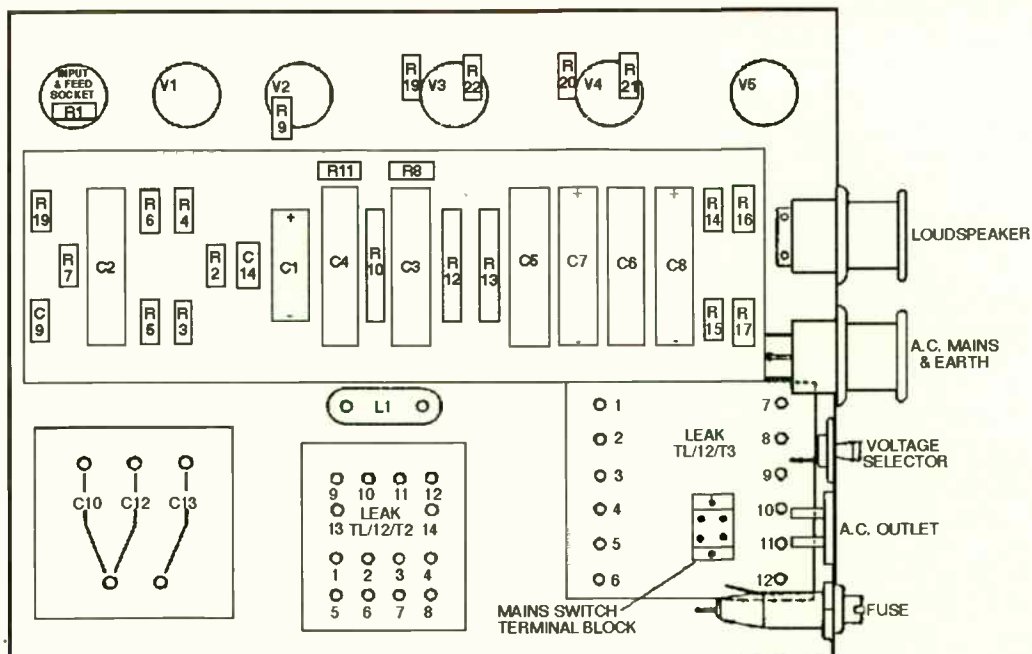 INPUT
& FEED
SOCKET
R1
V1
V2
R
9
R
19
V3
R
22
R
20
V4
R
21
V5
R11
R8
R
19
R
7
C
9
C2
R
6
R
5
R
4
R
3
R
2
C
14
+
C1
-
C4
R
10
C3
R
12
R
13
C5
+
C7
-
C6
+
C8
-
R
14
R
16
R
15
R
17
LOUDSPEAKER
A.C. MAINS
& EARTH
L1
C10
C12
C13
9 10 11 12
LEAK
13 TL/12/T2 14
1 2 3 4
5 6 7 8
1
2
3
4
5
6
LEAK
TL/12/T3
7
8
9
10
11
12
VOLTAGE
SELECTOR
A.C. OUTLET
MAINS SWITCH
TERMINAL BLOCK
FUSE